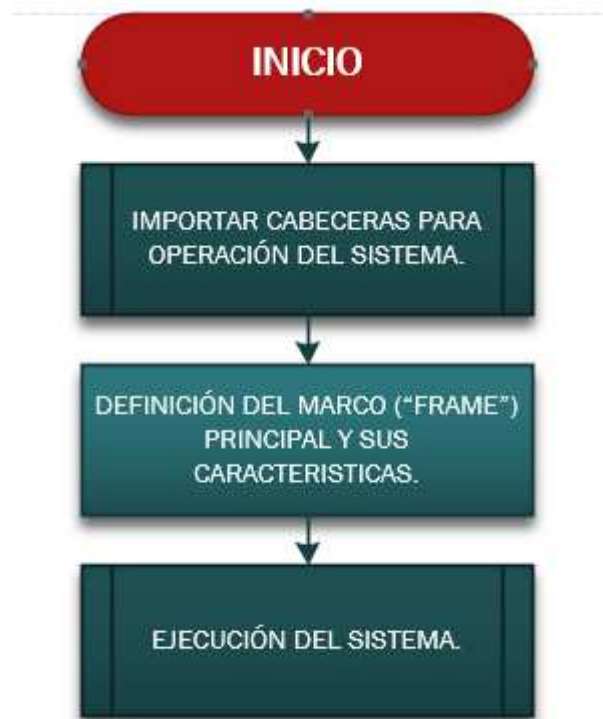 INICIO
IMPORTAR CABECERAS PARA
OPERACIÓN DEL SISTEMA.
DEFINICIÓN DEL MARCO (“FRAME”)
PRINCIPAL Y SUS
CARACTERISTICAS.
EJECUCIÓN DEL SISTEMA.